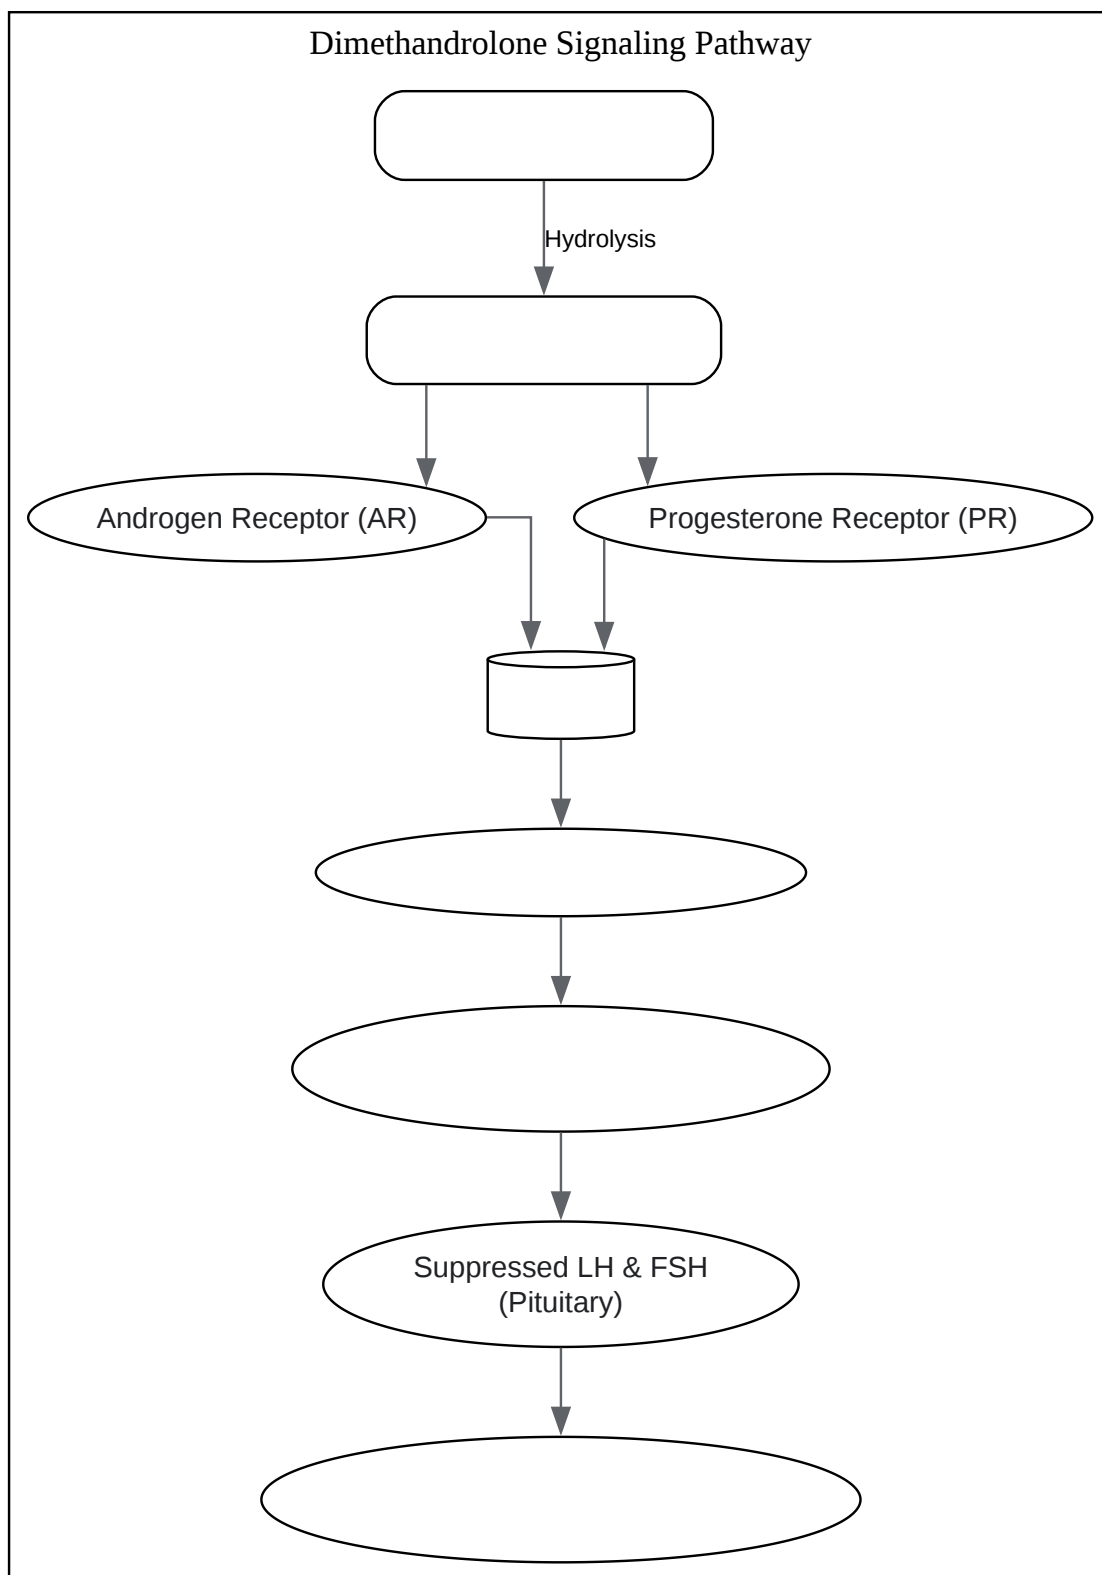 Dimethandrolone Signaling Pathway
Hydrolysis
Androgen Receptor (AR)
Progesterone Receptor (PR)
Suppressed LH & FSH
(Pituitary)